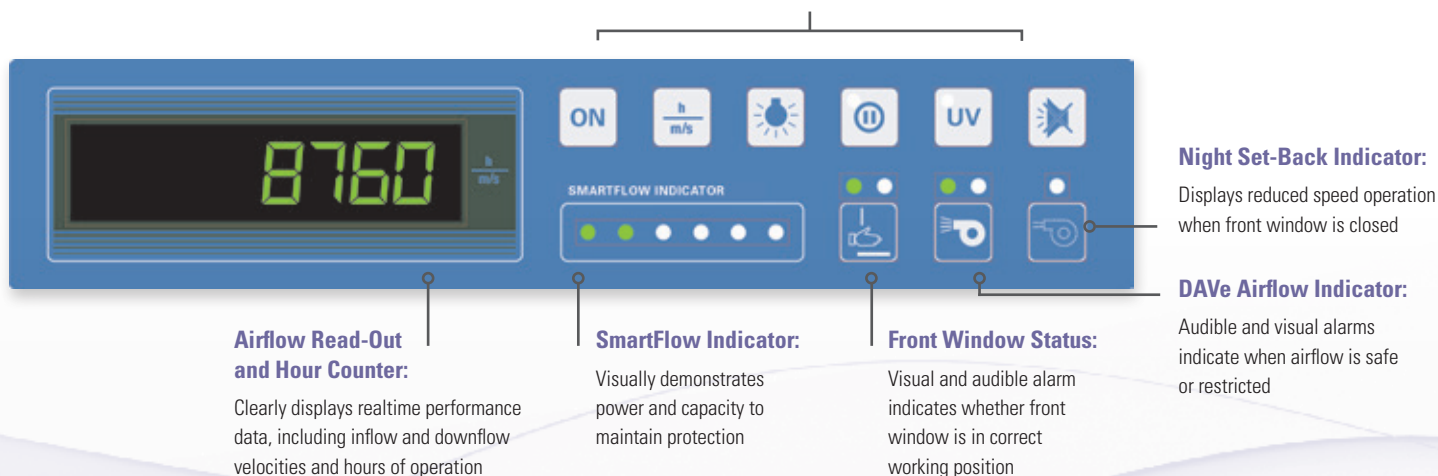 8760
h
m/s
ON
h
m/s
UV
SMARTFLOW INDICATOR
Night Set-Back Indicator:
Displays reduced speed operation
when front window is closed
DAVe Airflow Indicator:
Audible and visual alarms
indicate when airflow is safe
or restricted
Airflow Read-Out
and Hour Counter:
Clearly displays realtime performance
data, including inflow and downflow
velocities and hours of operation
SmartFlow Indicator:
Visually demonstrates
power and capacity to
maintain protection
Front Window Status:
Visual and audible alarm
indicates whether front
window is in correct
working position